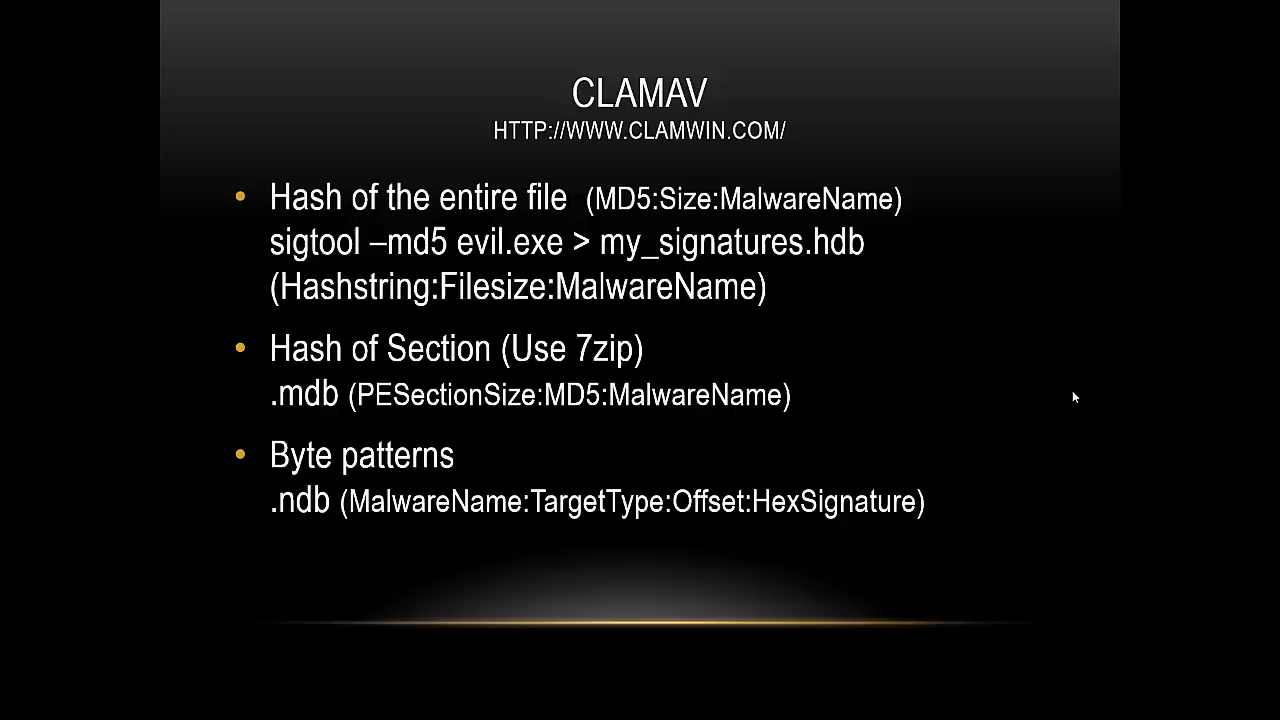 CLAMAV
HTTP://WWW.CLAMWIN.COM/
• Hash of the entire file (MD5:Size:MalwareName)
sigtool –md5 evil.exe > my_signatures.hdb
(Hashstring:Filesize:MalwareName)
• Hash of Section (Use 7zip)
.mdb (PESectionSize:MD5:MalwareName)
• Byte patterns
.ndb (MalwareName:TargetType:Offset:HexSignature)